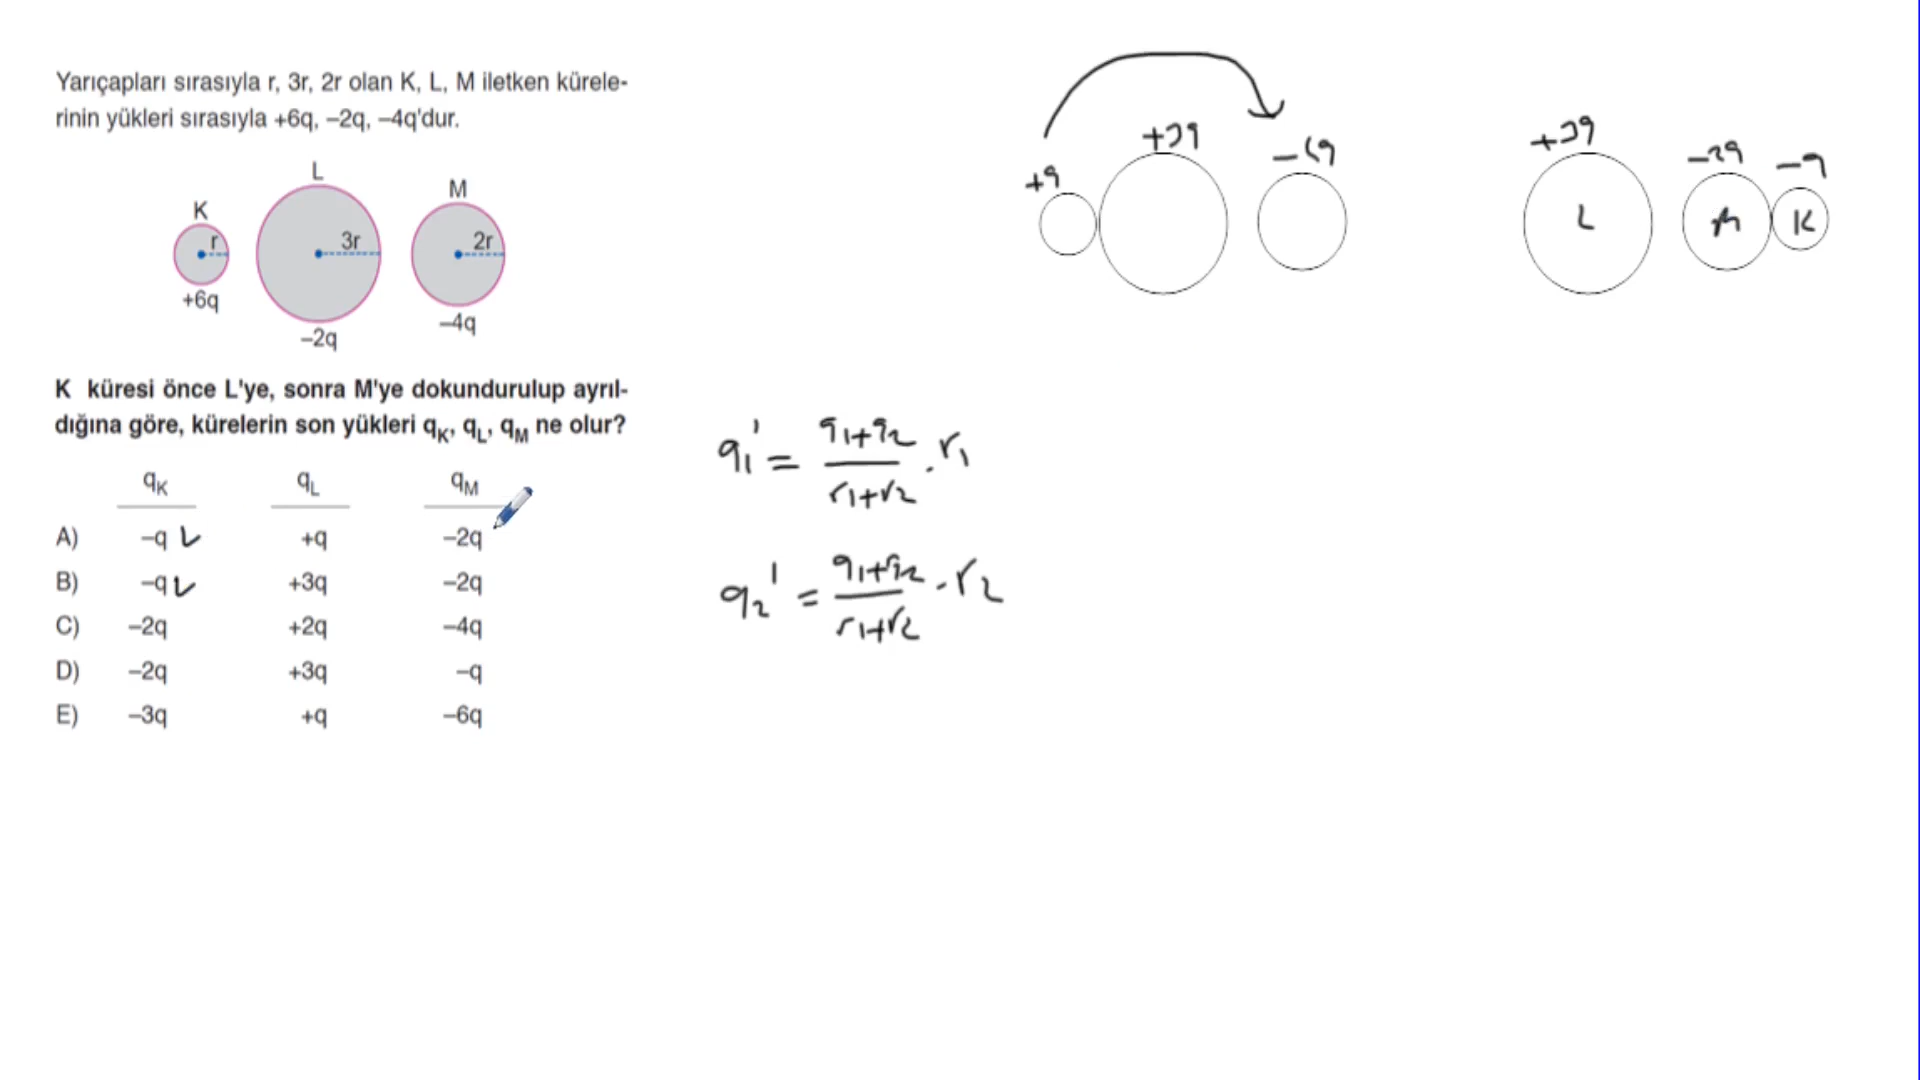 Yarıçapları sırasıyla r, 3r, 2r olan K, L, M iletken kürele-
rinin yükleri sırasıyla +6q, –2q, –4q'dur.
K L M
r 3r 2r
+6q –2q –4q
K küresi önce L'ye, sonra M'ye dokundurulup ayrıl-
dığına göre, kürelerin son yükleri qK, qL, qM ne olur?
qK qL qM
A) –q +q –2q
B) –q +3q –2q
C) –2q +2q –4q
D) –2q +3q –q
E) –3q +q –6q
q1' = q1+q2 / r1+r2 . r1
q2' = q1+q2 / r1+r2 . r2
+q +3q
+3q –2q –q
L M K